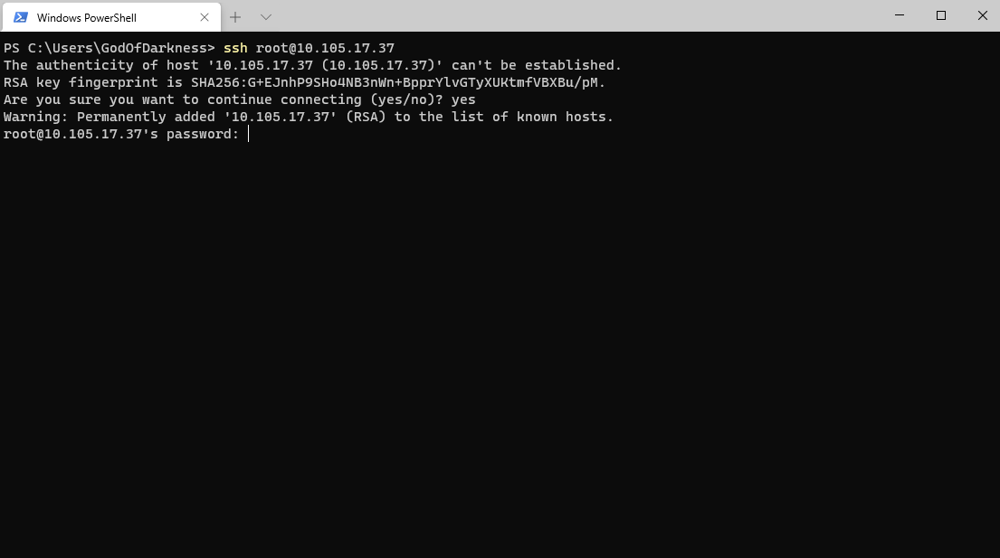 Windows PowerShell
PS C:\Users\GodOfDarkness> ssh root@10.105.17.37
The authenticity of host '10.105.17.37 (10.105.17.37)' can't be established.
RSA key fingerprint is SHA256:G+EJnhP9SHo4NB3nWn+BpprYlvGTyXUKtmfVBXBu/pM.
Are you sure you want to continue connecting (yes/no)? yes
Warning: Permanently added '10.105.17.37' (RSA) to the list of known hosts.
root@10.105.17.37's password: